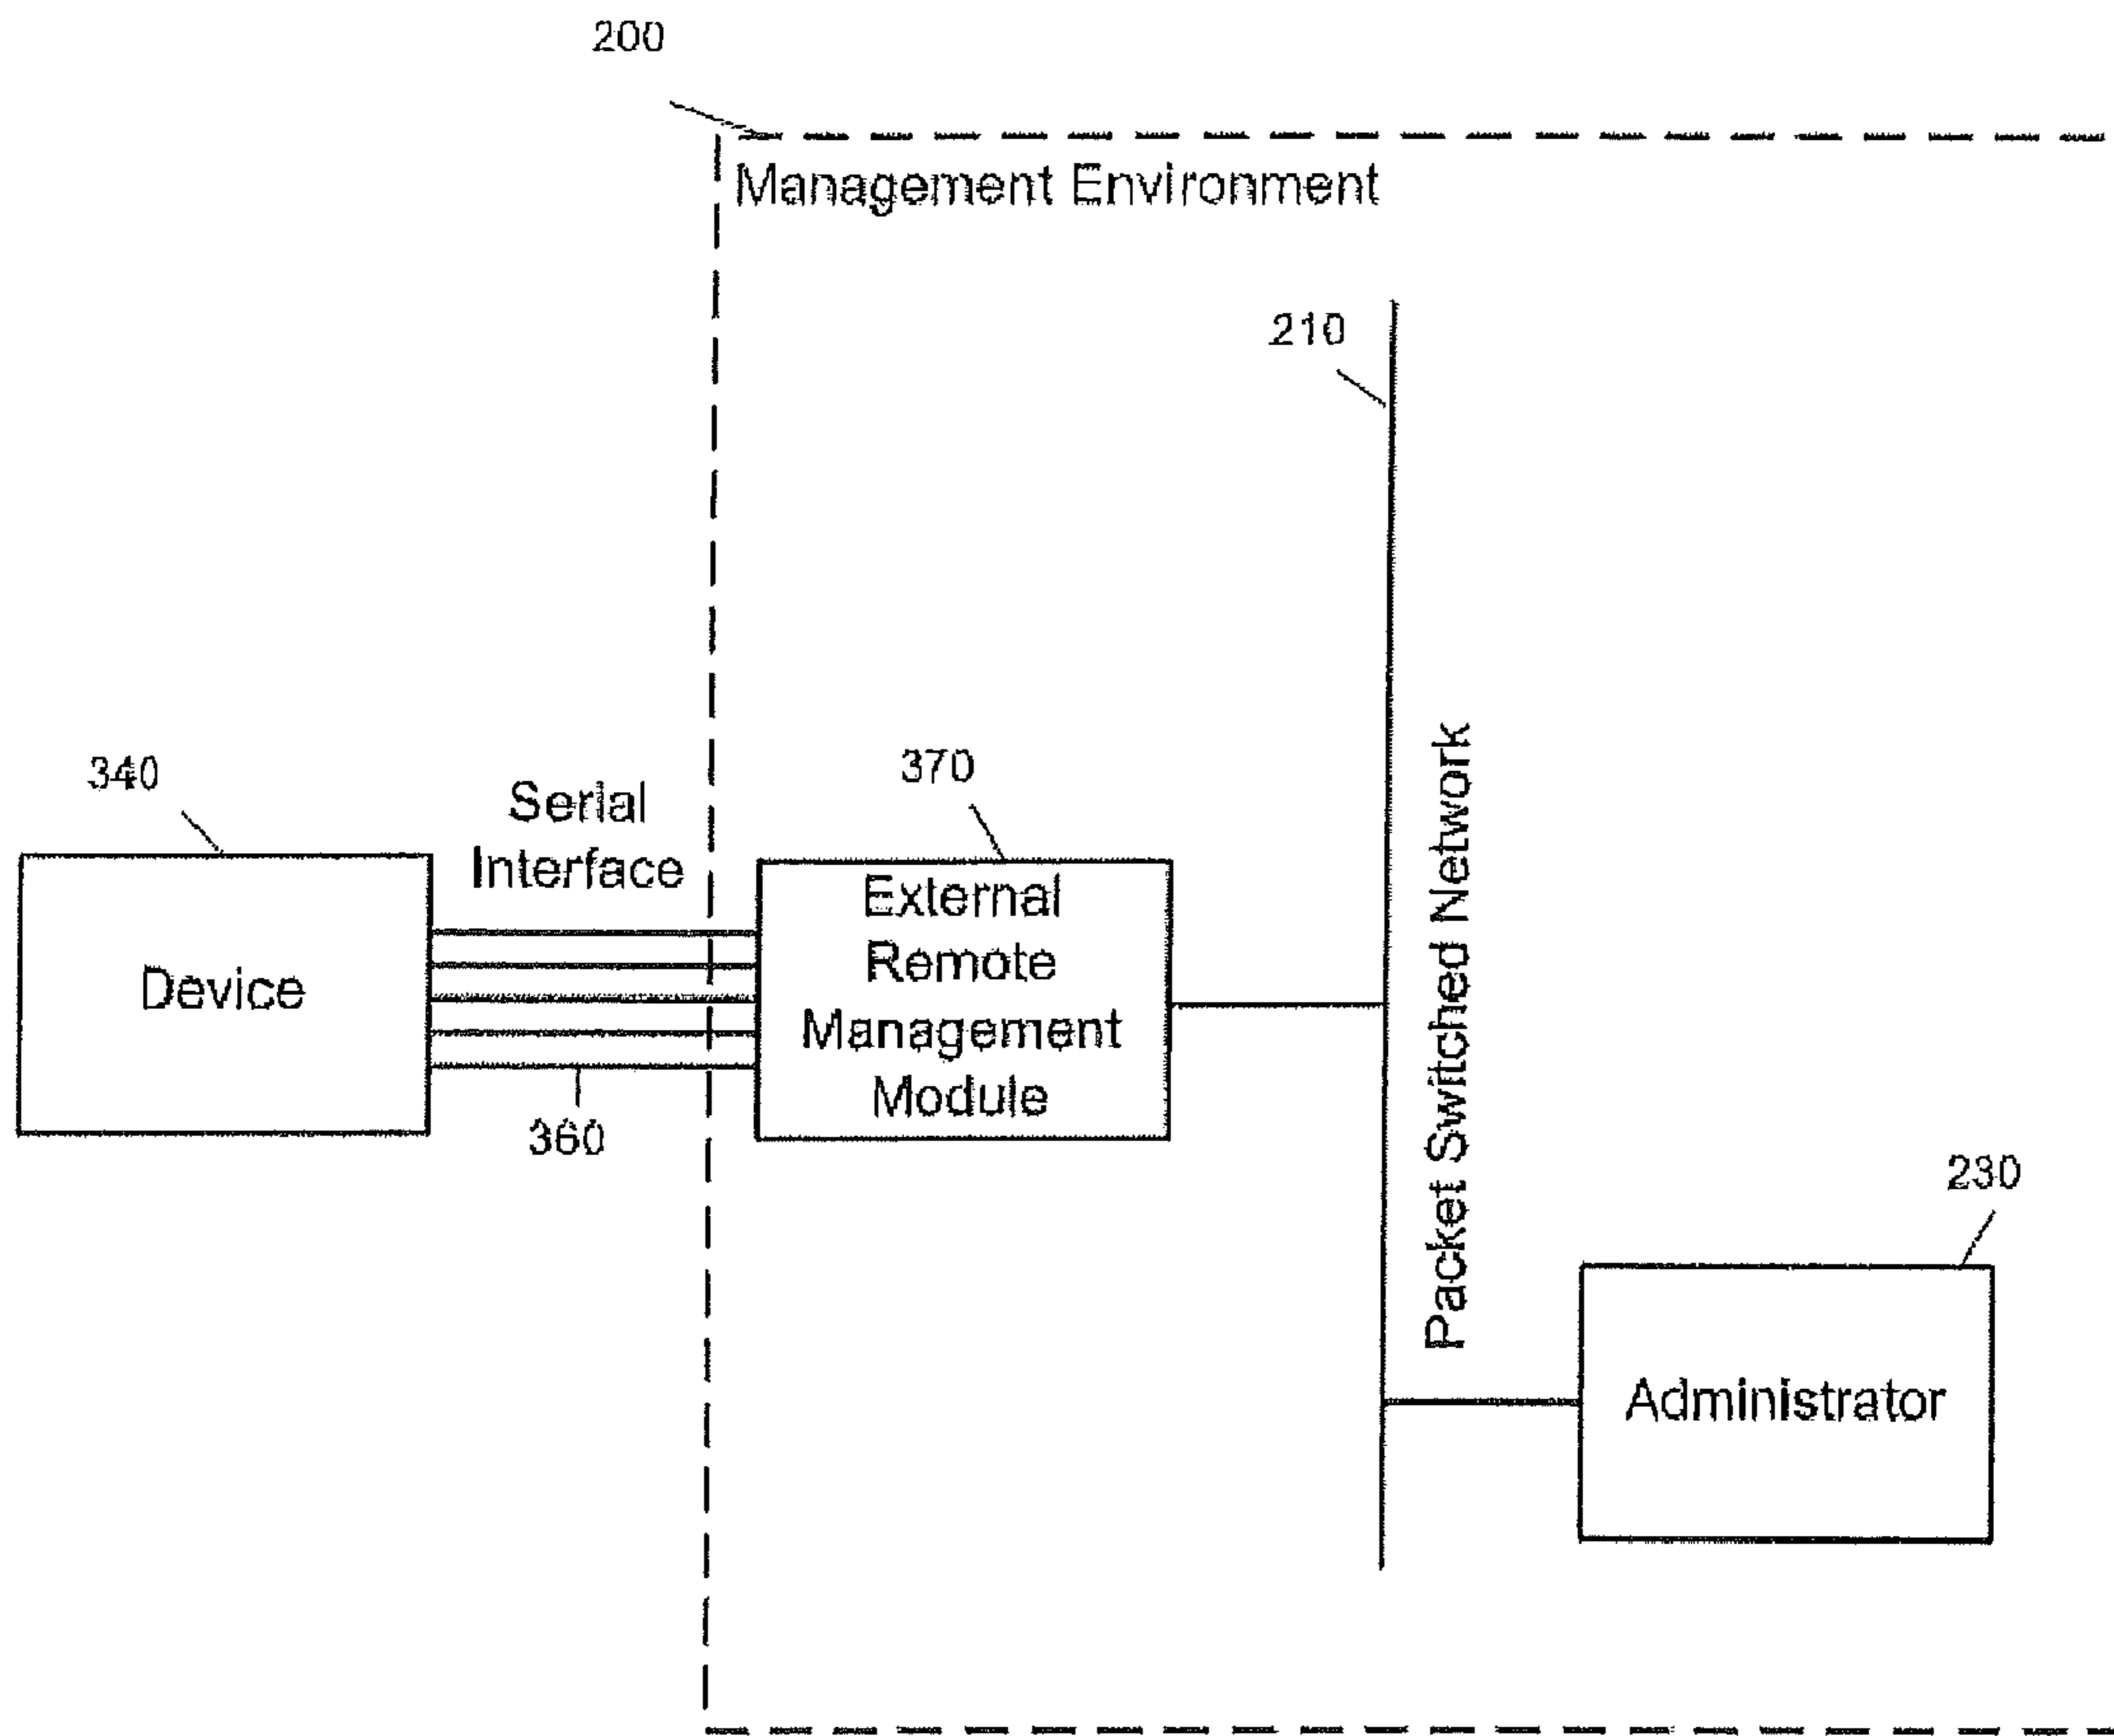 200
Management Environment
210
340
Serial
Interface
370
External
Remote
Management
Module
Device
360
Packet Switched Network
230
Administrator